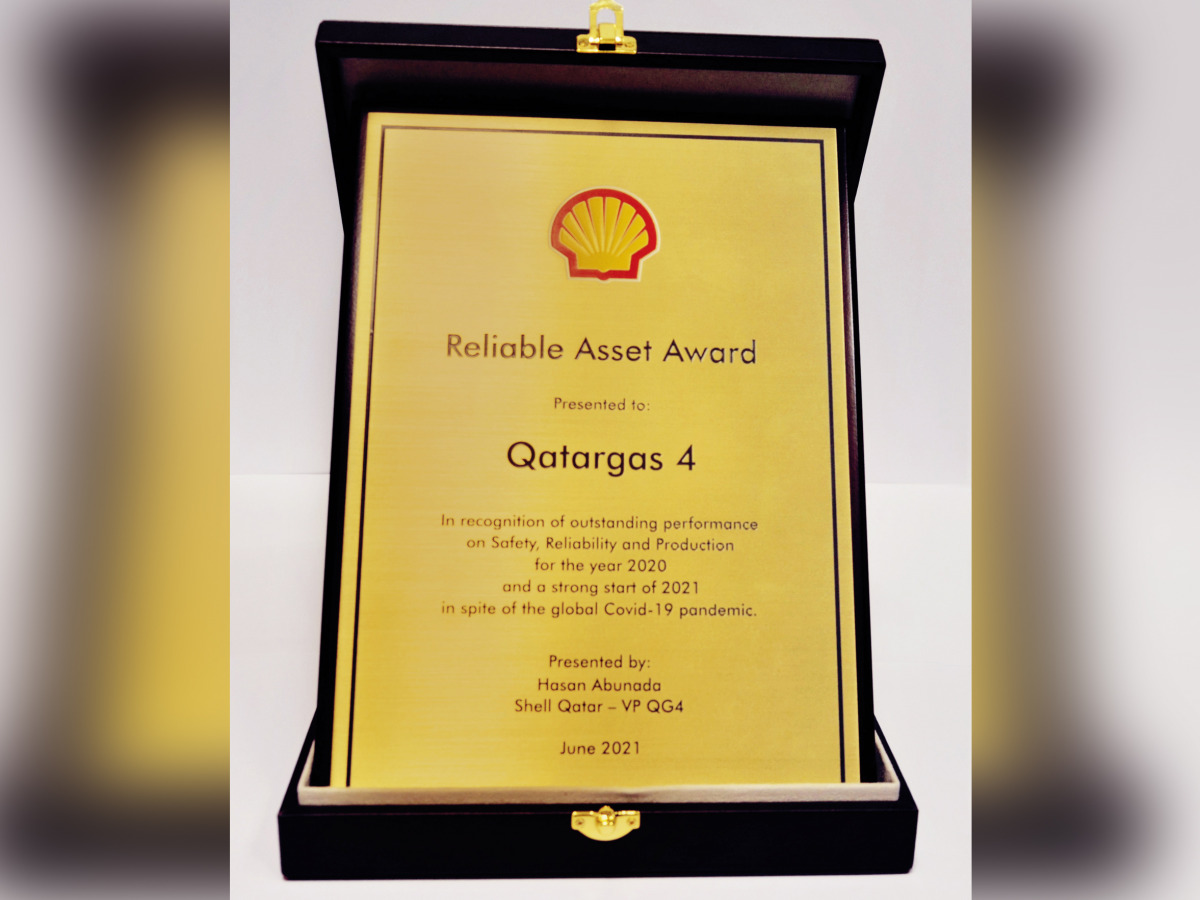 Reliable Asset Award
Presented to:
Qatargas 4
In recognition of outstanding performance
on Safety, Reliability and Production
for the year 2020
and a strong start of 2021
in spite of the global Covid-19 pandemic.
Presented by:
Hasan Abunada
Shell Qatar – VP QG4
June 2021